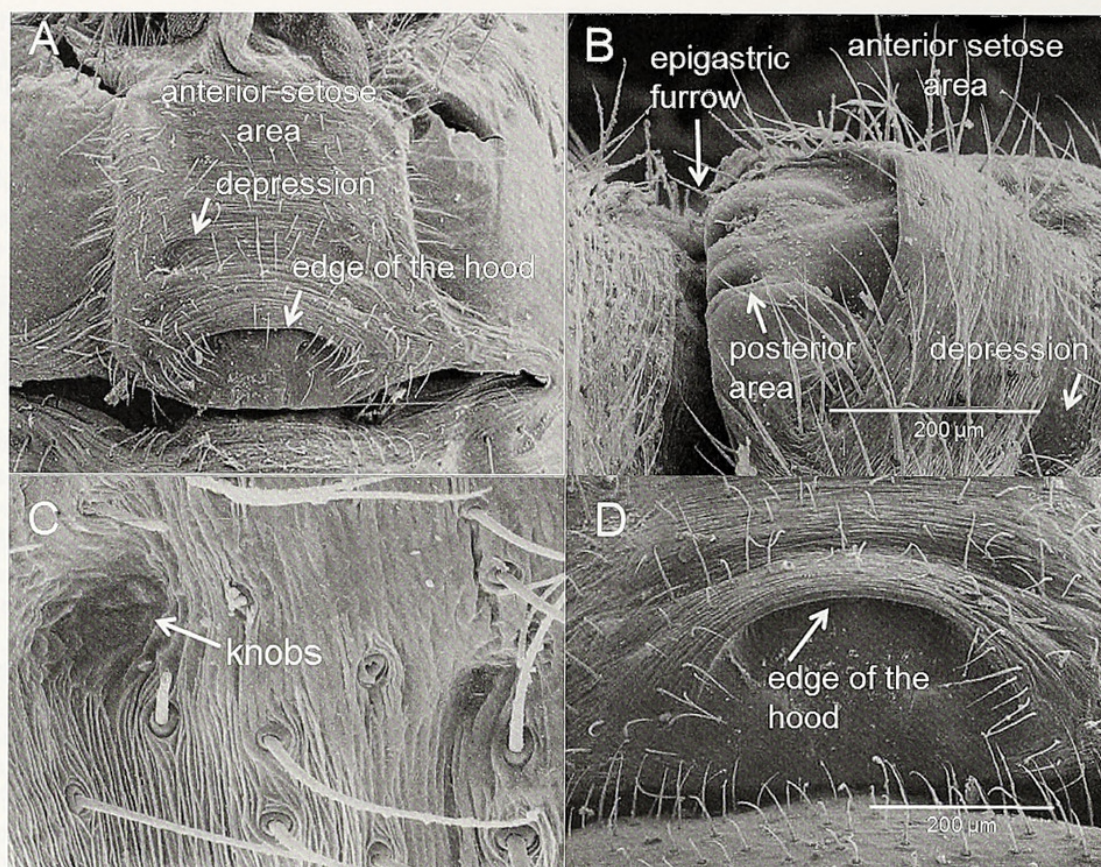 A
anterior setose
area
depression
edge of the hood
B
epigastric
furrow
anterior setose
area
posterior
area
depression
200 µm
C
knobs
D
edge of the
hood
200 µm